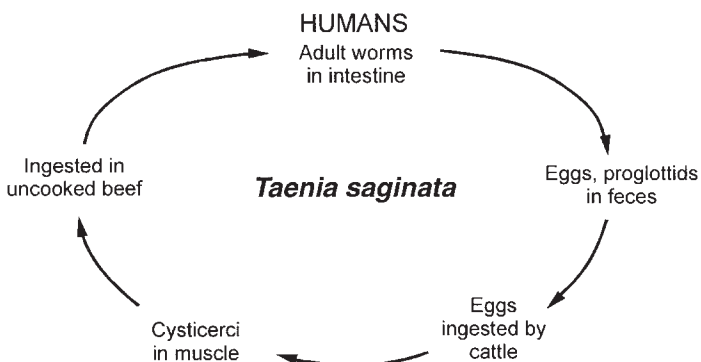 HUMANS
Adult worms
in intestine
Eggs, proglottids
in feces
Eggs
ingested by
cattle
Cysticerci
in muscle
Ingested in
uncooked beef
Taenia saginata